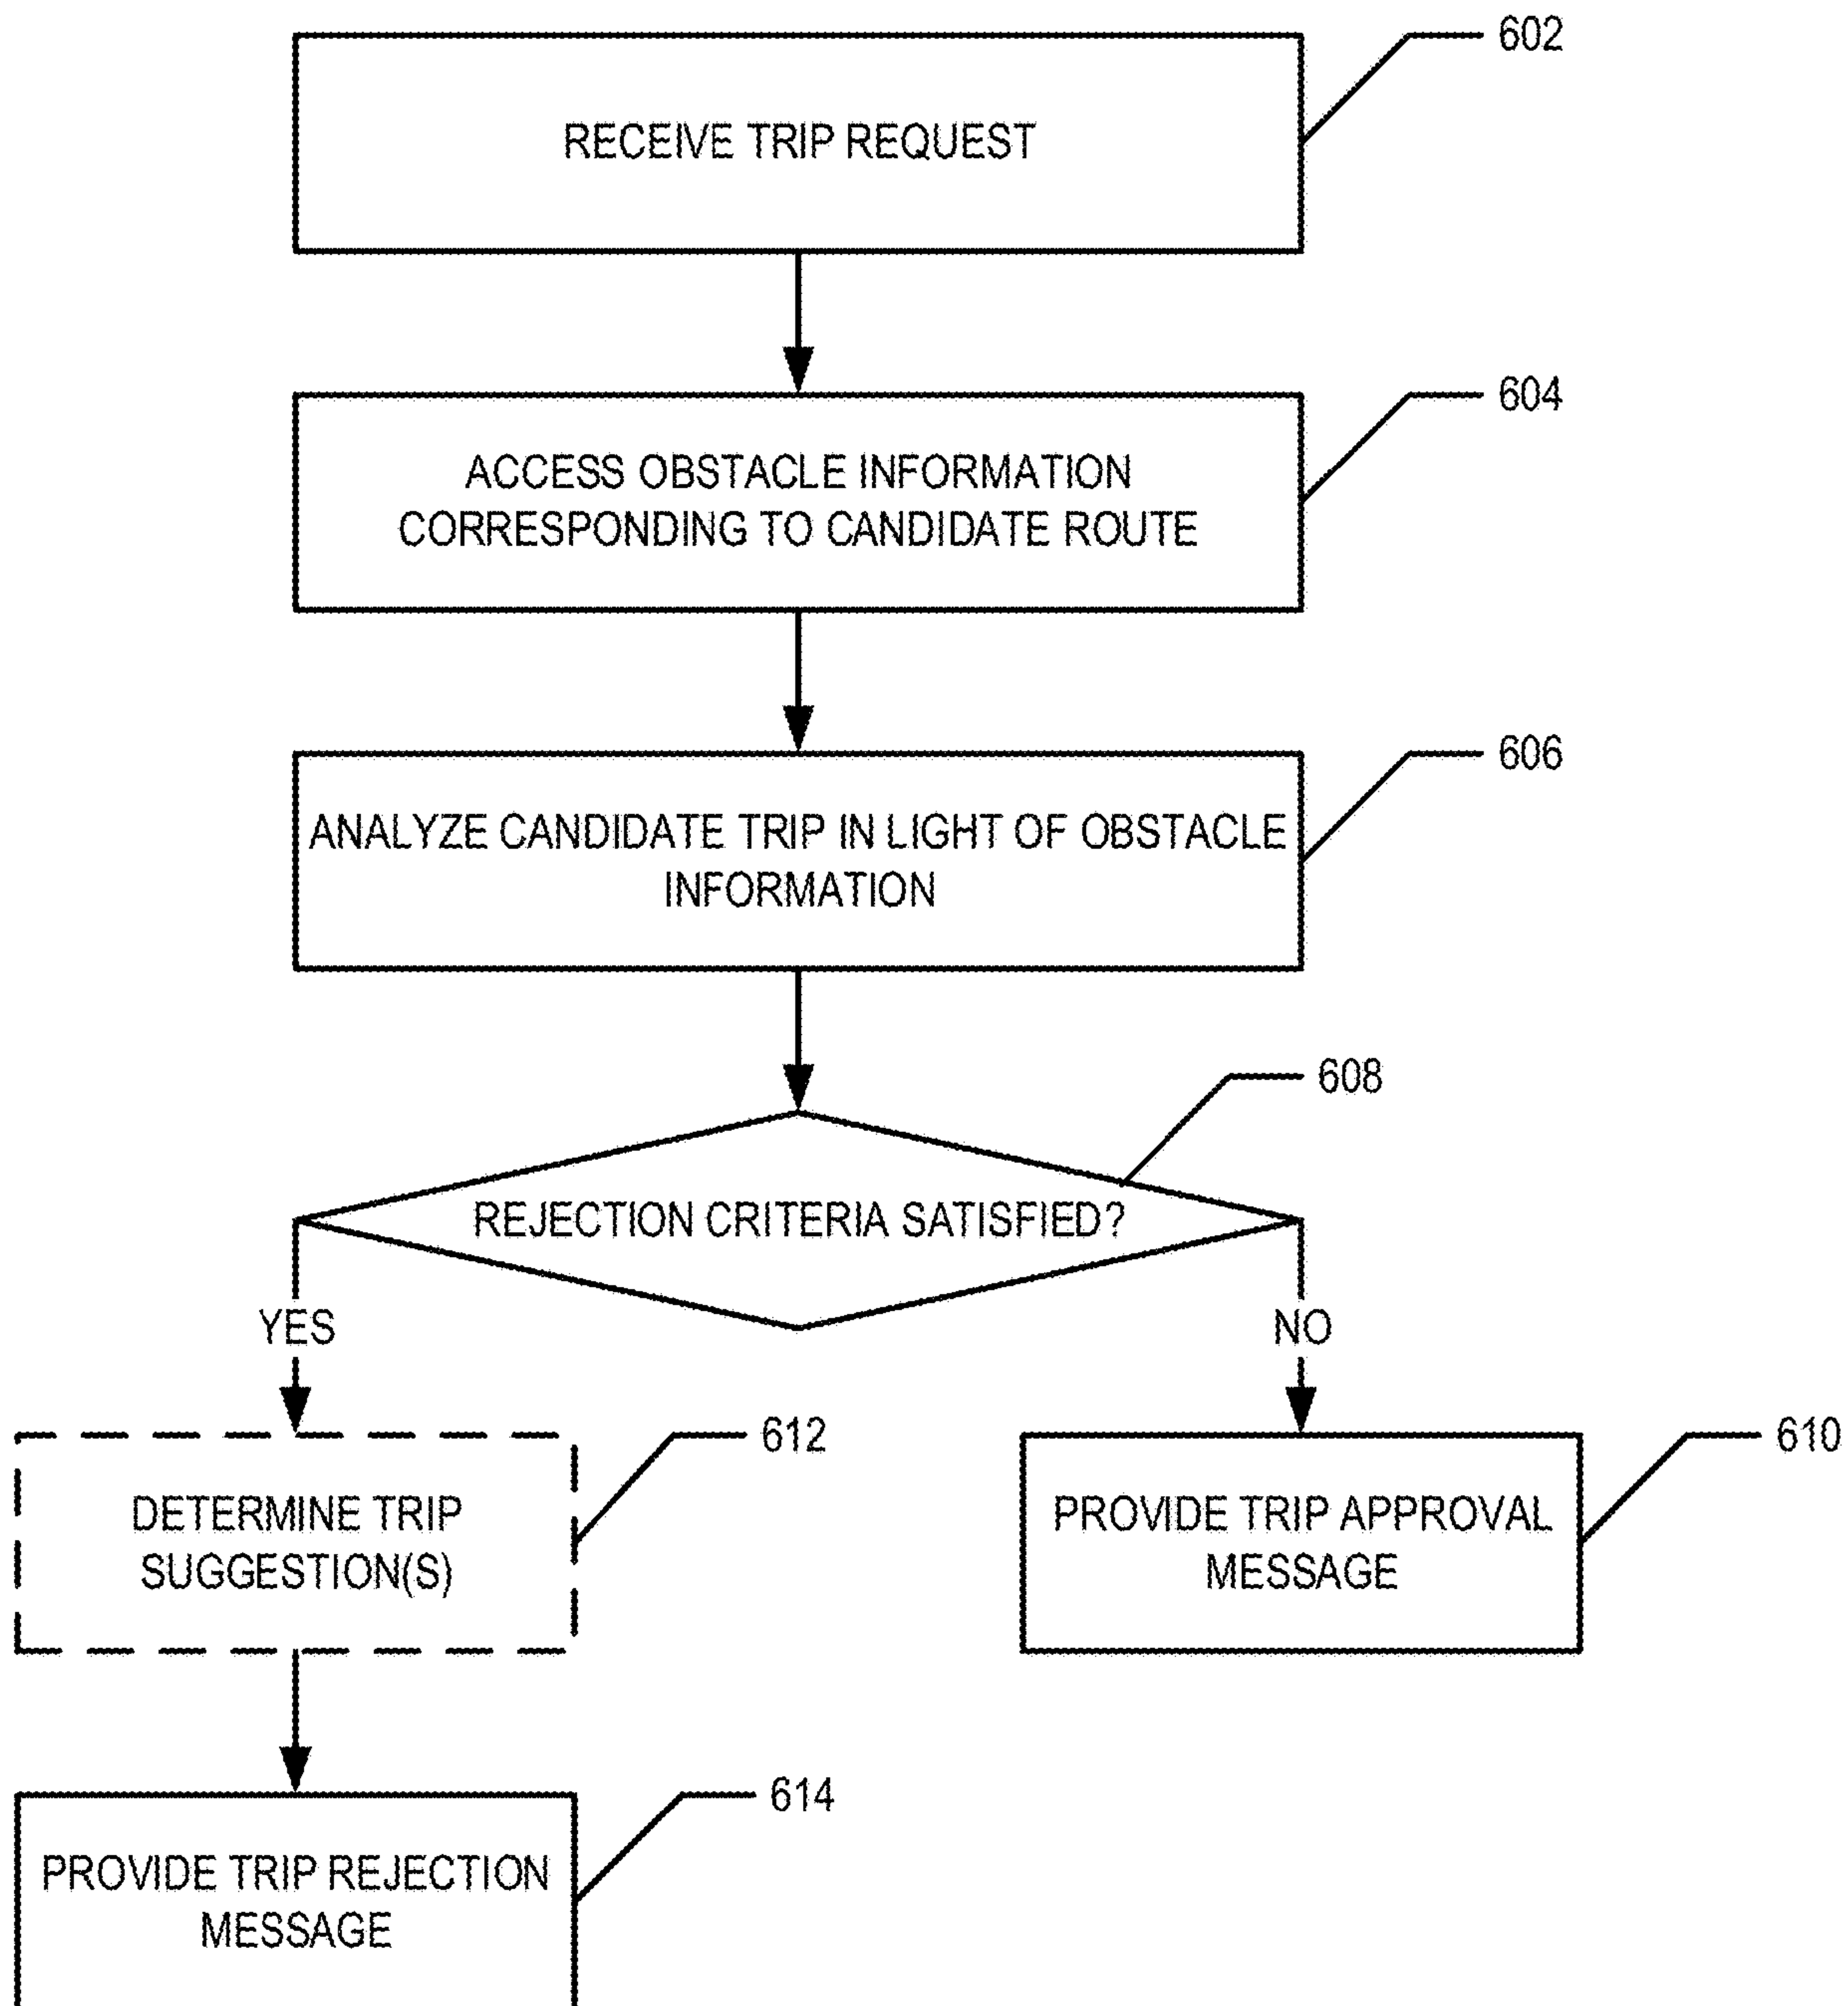 602
RECEIVE TRIP REQUEST
604
ACCESS OBSTACLE INFORMATION
CORRESPONDING TO CANDIDATE ROUTE
606
ANALYZE CANDIDATE TRIP IN LIGHT OF OBSTACLE
INFORMATION
608
REJECTION CRITERIA SATISFIED?
YES
NO
612
610
DETERMINE TRIP
SUGGESTION(S)
PROVIDE TRIP APPROVAL
MESSAGE
614
PROVIDE TRIP REJECTION
MESSAGE